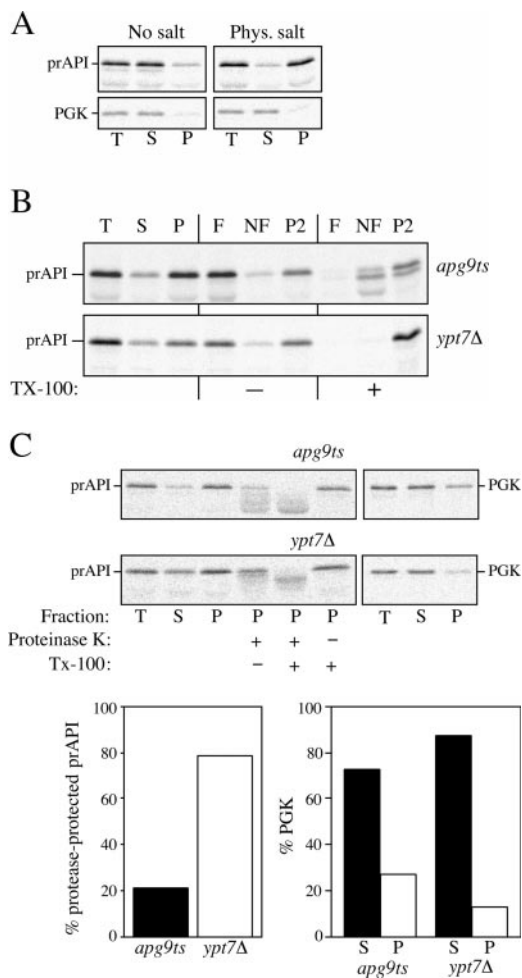 A
No salt Phys. salt
prAPI
PGK
T S P T S P
B
T S P F NF P2 F NF P2
prAPI apg9ts
prAPI ypt7Δ
TX-100: — +
C
apg9ts
prAPI PGK
ypt7Δ
prAPI PGK
Fraction: T S P P P P T S P
Proteinase K: + + –
Tx-100: – + +
% protease-protected prAPI
100
80
60
40
20
0
apg9ts ypt7Δ
% PGK
100
80
60
40
20
0
S P S P
apg9ts ypt7Δ